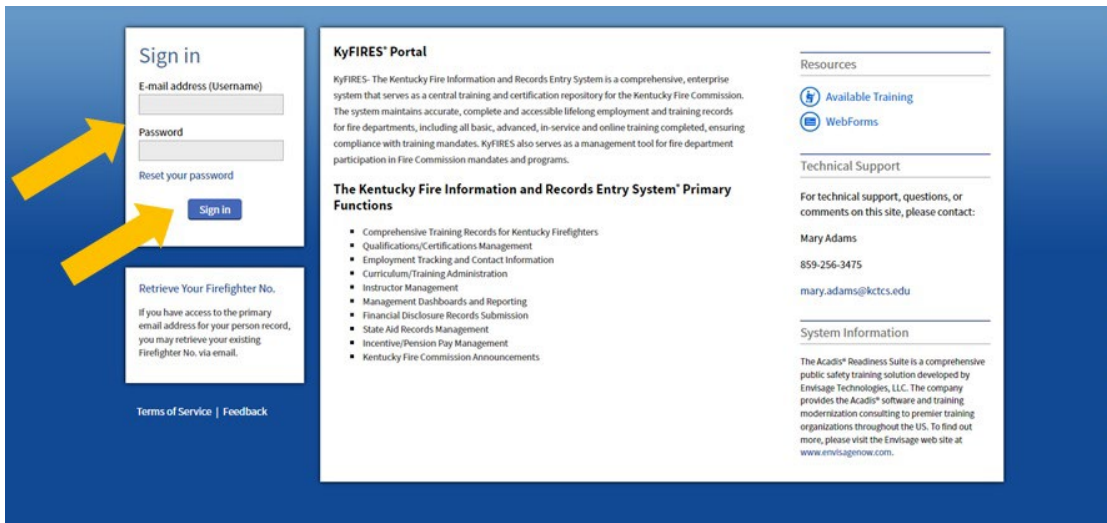 Sign in
E-mail address (Username)
Password
Reset your password
Sign in
Retrieve Your Firefighter No.
If you have access to the primary
email address for your person record,
you may retrieve your existing
Firefighter No. via email.
Terms of Service | Feedback
KyFIRES° Portal
KyFIRES- The Kentucky Fire Information and Records Entry System is a comprehensive, enterprise
system that serves as a central training and certification repository for the Kentucky Fire Commission.
The system maintains accurate, complete and accessible lifelong employment and training records
for fire departments, including all basic, advanced, in-service and online training completed, ensuring
compliance with training mandates. KyFIRES also serves as a management tool for fire department
participation in Fire Commission mandates and programs.
The Kentucky Fire Information and Records Entry System° Primary
Functions
▪ Comprehensive Training Records for Kentucky Firefighters
▪ Qualifications/Certifications Management
▪ Employment Tracking and Contact Information
▪ Curriculum/Training Administration
▪ Instructor Management
▪ Management Dashboards and Reporting
▪ Financial Disclosure Records Submission
▪ State Aid Records Management
▪ Incentive/Pension Pay Management
▪ Kentucky Fire Commission Announcements
Resources
Available Training
WebForms
Technical Support
For technical support, questions, or
comments on this site, please contact:
Mary Adams
859-256-3475
mary.adams@kctcs.edu
System Information
The Acadis® Readiness Suite is a comprehensive
public safety training solution developed by
Envisage Technologies, LLC. The company
provides the Acadis® software and training
modernization consulting to premier training
organizations throughout the US. To find out
more, please visit the Envisage web site at
www.envisagenow.com.